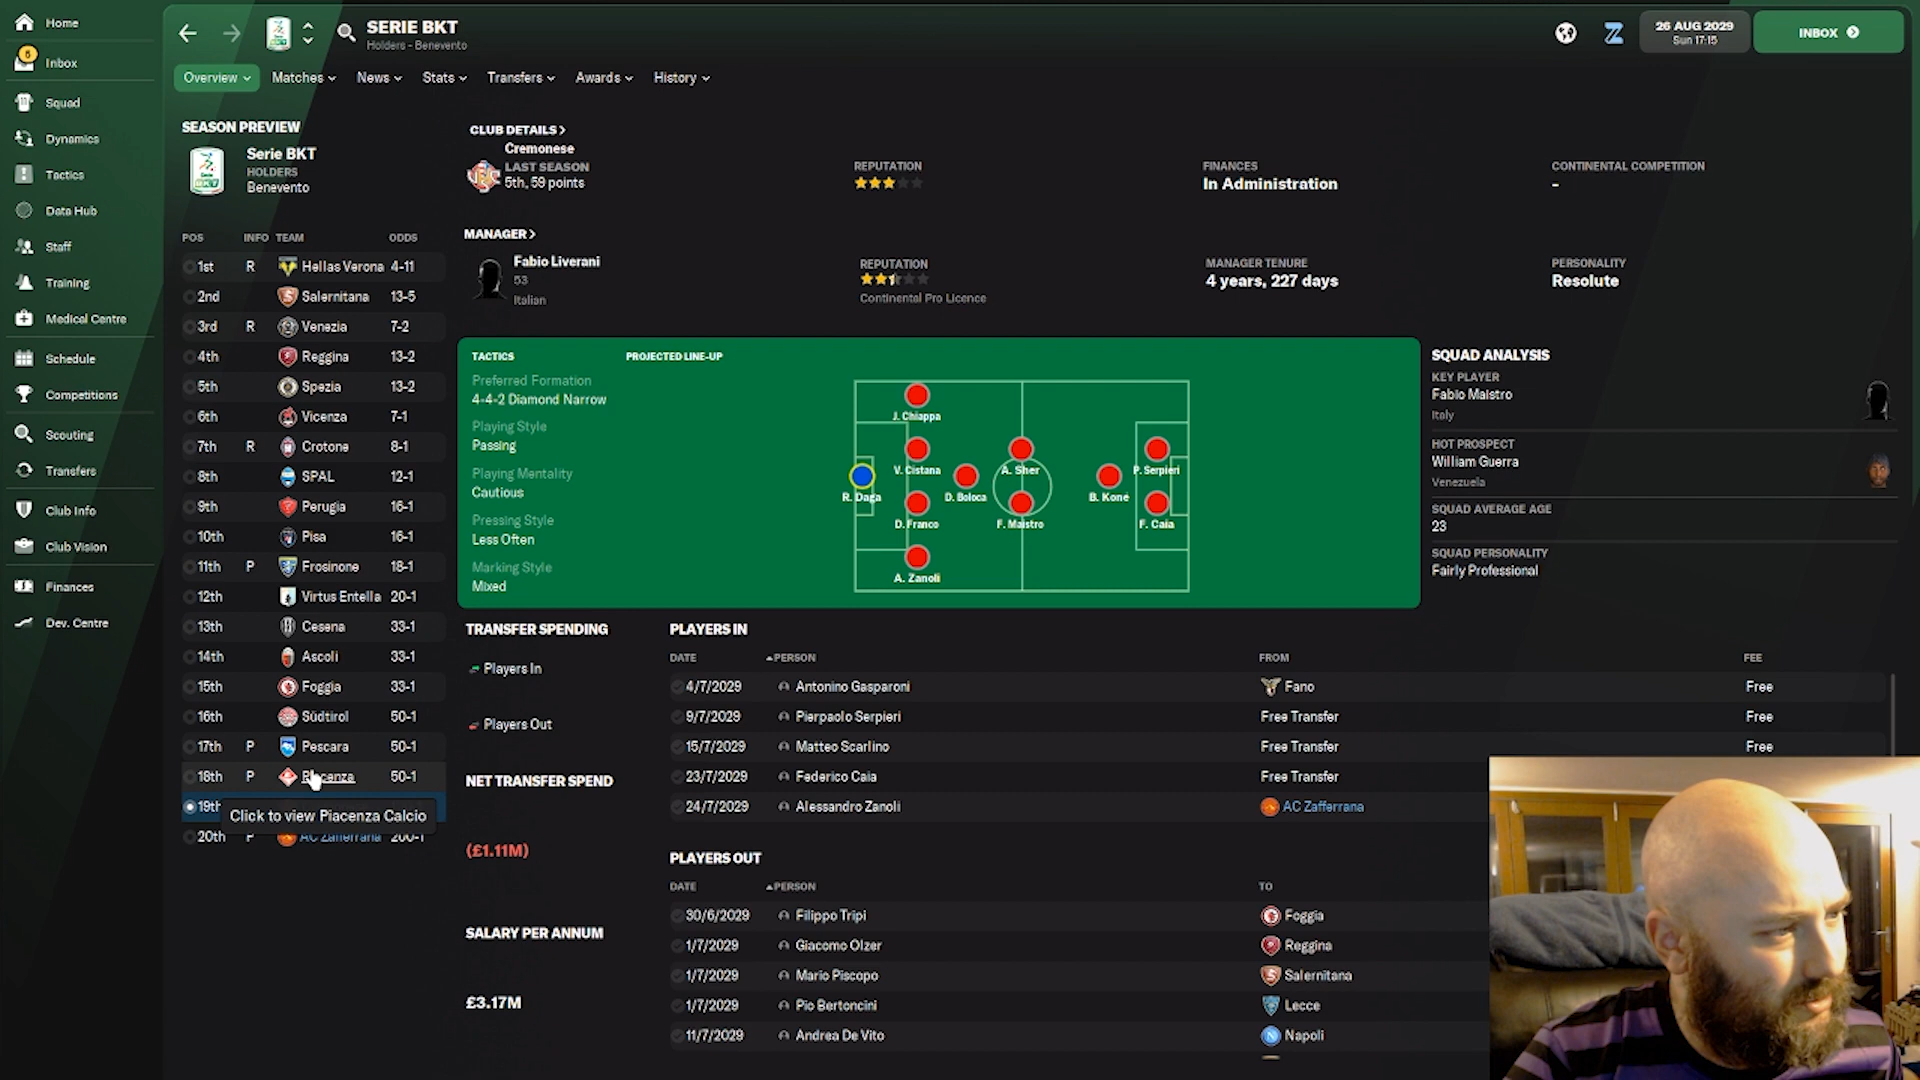 Home
Inbox
6
Squad
Dynamics
Tactics
Data Hub
Staff
Training
Medical Centre
Schedule
Competitions
Scouting
Transfers
Club Info
Club Vision
Finances
Dev. Centre
SERIE BKT
Holders - Benevento
26 AUG 2029
Sun 17:15
INBOX
Overview
Matches
News
Stats
Transfers
Awards
History
SEASON PREVIEW
Serie BKT
HOLDERS
Benevento
POS INFO TEAM ODDS
1st R Hellas Verona 4-11
2nd Salernitana 13-5
3rd R Venezia 7-2
4th Reggina 13-2
5th Spezia 13-2
6th Vicenza 7-1
7th R Crotone 8-1
8th SPAL 12-1
9th Perugia 16-1
10th Pisa 16-1
11th P Frosinone 18-1
12th Virtus Entella 20-1
13th Cesena 33-1
14th Ascoli 33-1
15th Foggia 33-1
16th Südtirol 50-1
17th P Pescara 50-1
18th P Piacenza 50-1
19th
Click to view Piacenza Calcio
20th P AC Zafferrana 200-1
CLUB DETAILS >
Cremonese
LAST SEASON
5th, 59 points
REPUTATION
FINANCES
In Administration
CONTINENTAL COMPETITION
-
MANAGER >
Fabio Liverani
53
Italian
REPUTATION
Continental Pro Licence
MANAGER TENURE
4 years, 227 days
PERSONALITY
Resolute
TACTICS
Preferred Formation
4-4-2 Diamond Narrow
Playing Style
Passing
Playing Mentality
Cautious
Pressing Style
Less Often
Marking Style
Mixed
PROJECTED LINE-UP
J. Chiappa
V. Cistana
A. Sher
P. Serpieri
R. Daga
D. Boloca
B. Koné
D. Franco
F. Maistro
F. Caia
A. Zanoli
SQUAD ANALYSIS
KEY PLAYER
Fabio Maistro
Italy
HOT PROSPECT
William Guerra
Venezuela
SQUAD AVERAGE AGE
23
SQUAD PERSONALITY
Fairly Professional
TRANSFER SPENDING
Players In
Players Out
NET TRANSFER SPEND
(£1.11M)
SALARY PER ANNUM
£3.17M
PLAYERS IN
DATE PERSON FROM FEE
4/7/2029 Antonino Gasparoni Fano Free
9/7/2029 Pierpaolo Serpieri Free Transfer Free
15/7/2029 Matteo Scarlino Free Transfer Free
23/7/2029 Federico Caia Free Transfer
24/7/2029 Alessandro Zanoli AC Zafferrana
PLAYERS OUT
DATE PERSON TO
30/6/2029 Filippo Tripi Foggia
1/7/2029 Giacomo Olzer Reggina
1/7/2029 Mario Piscopo Salernitana
1/7/2029 Pio Bertoncini Lecce
11/7/2029 Andrea De Vito Napoli